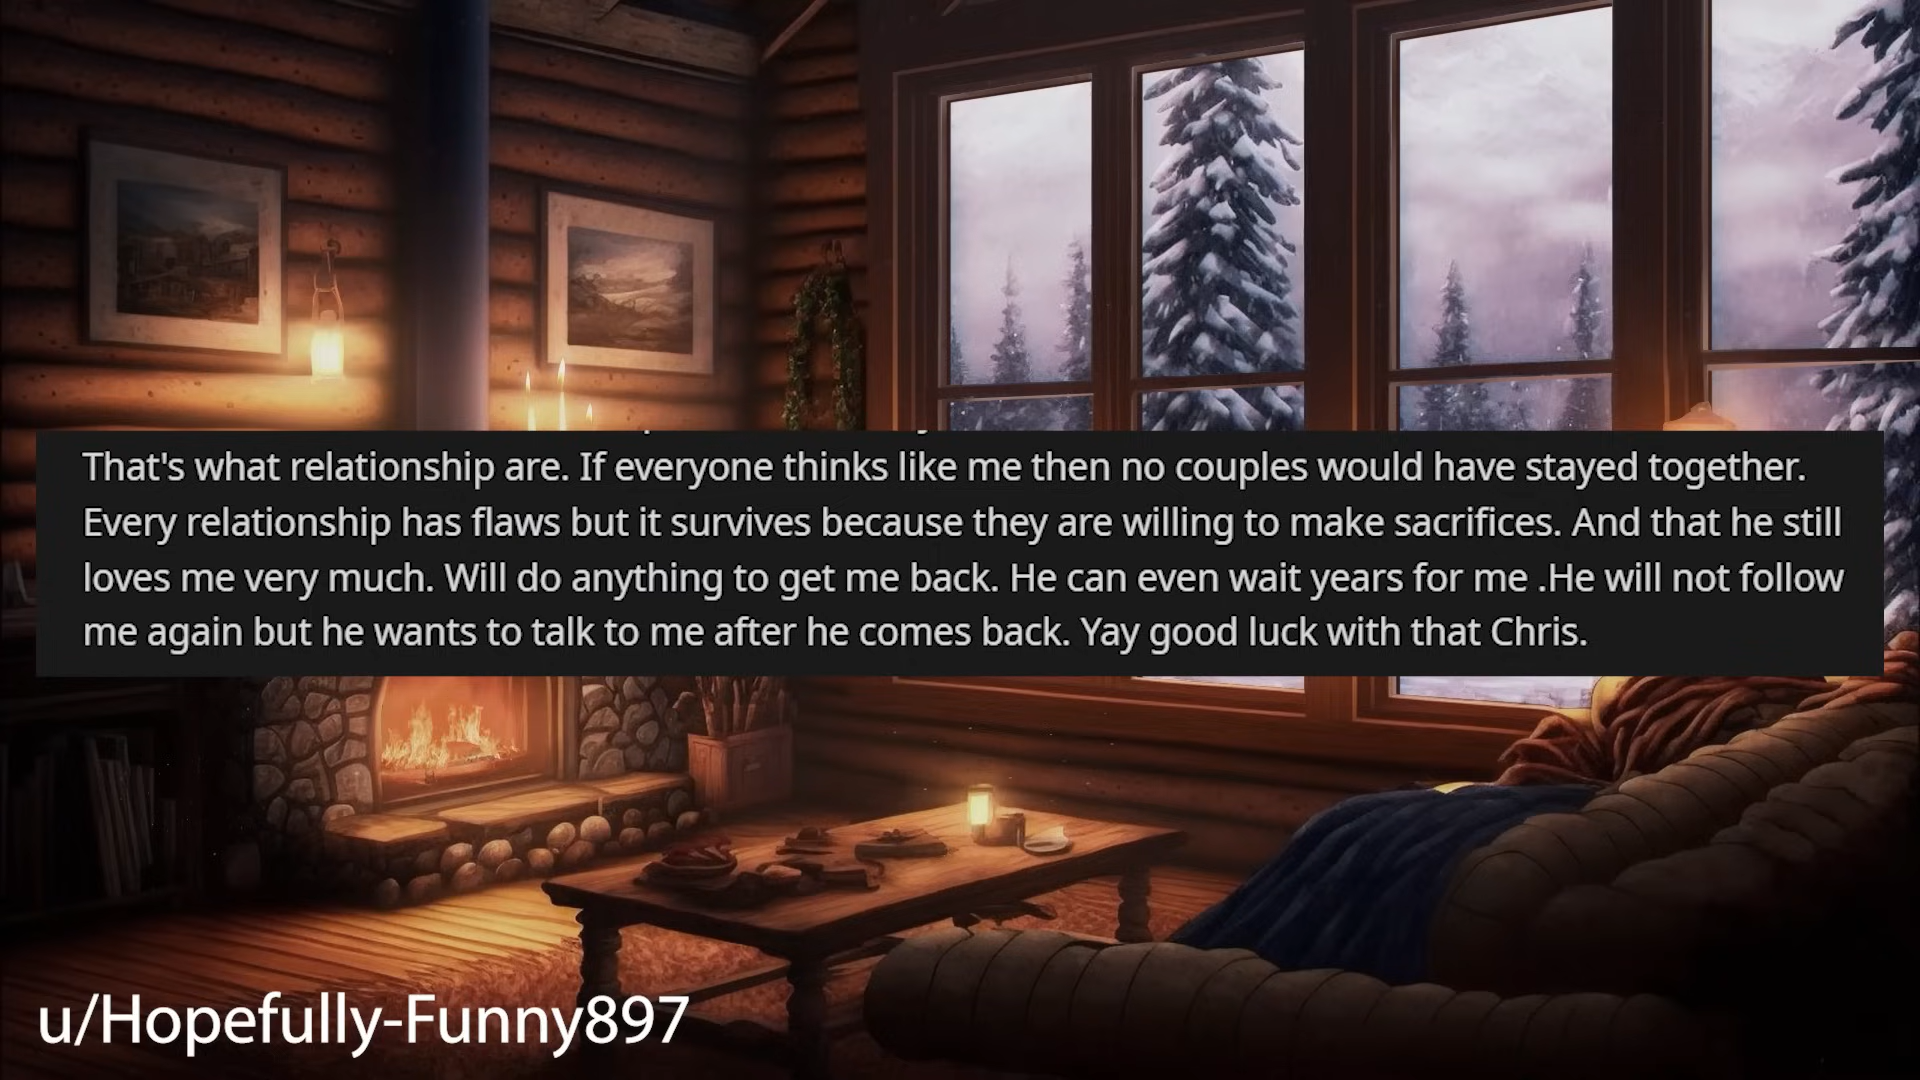 That's what relationship are. If everyone thinks like me then no couples would have stayed together.
Every relationship has flaws but it survives because they are willing to make sacrifices. And that he still
loves me very much. Will do anything to get me back. He can even wait years for me .He will not follow
me again but he wants to talk to me after he comes back. Yay good luck with that Chris.
u/Hopefully-Funny897